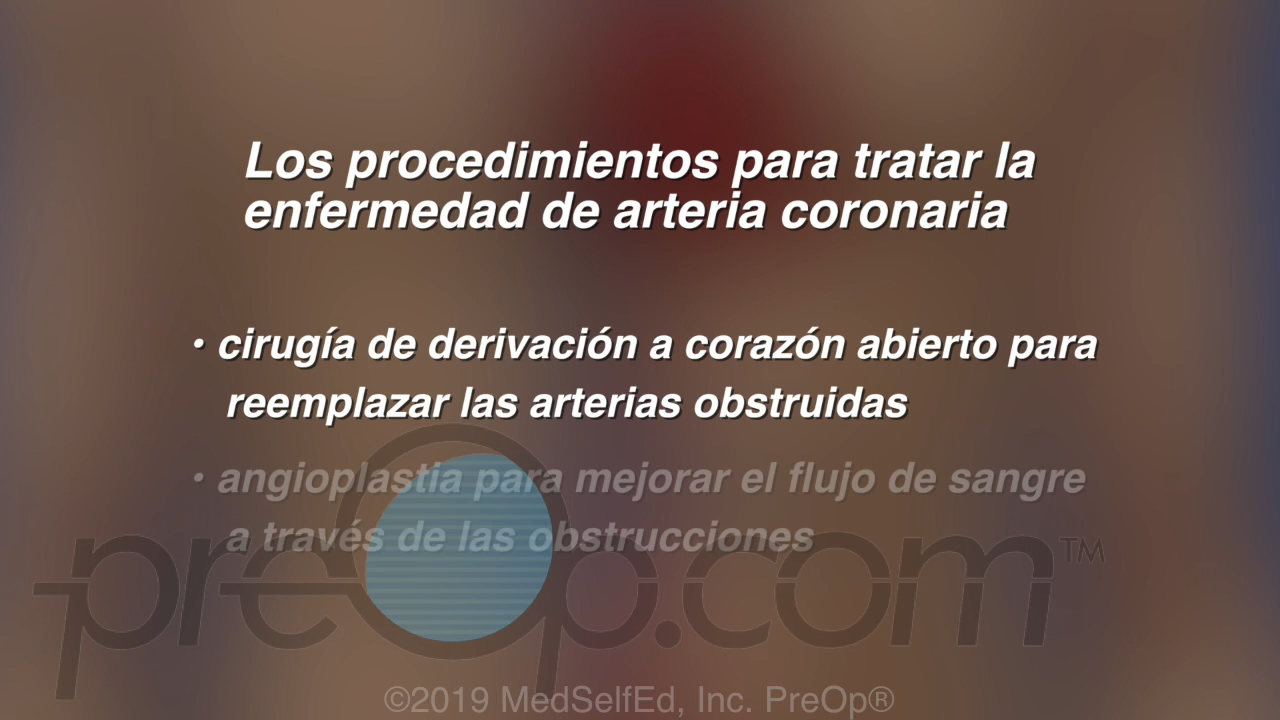 Los procedimientos para tratar la
enfermedad de arteria coronaria
• cirugía de derivación a corazón abierto para
reemplazar las arterias obstruidas
• angioplastia para mejorar el flujo de sangre
a través de las obstrucciones
preOp.com™
©2019 MedSelfEd, Inc. PreOp®